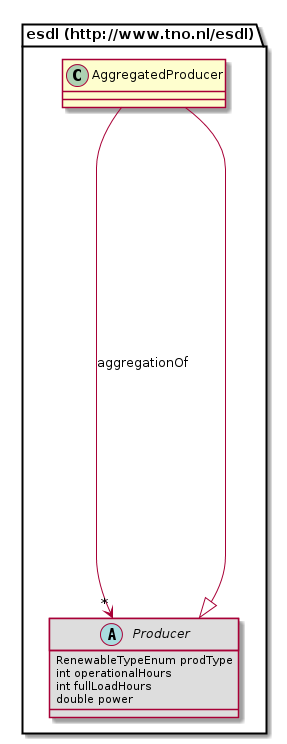 esdl (http://www.tno.nl/esdl)
C AggregatedProducer
aggregationOf
*
A Producer
RenewableTypeEnum prodType
int operationalHours
int fullLoadHours
double power